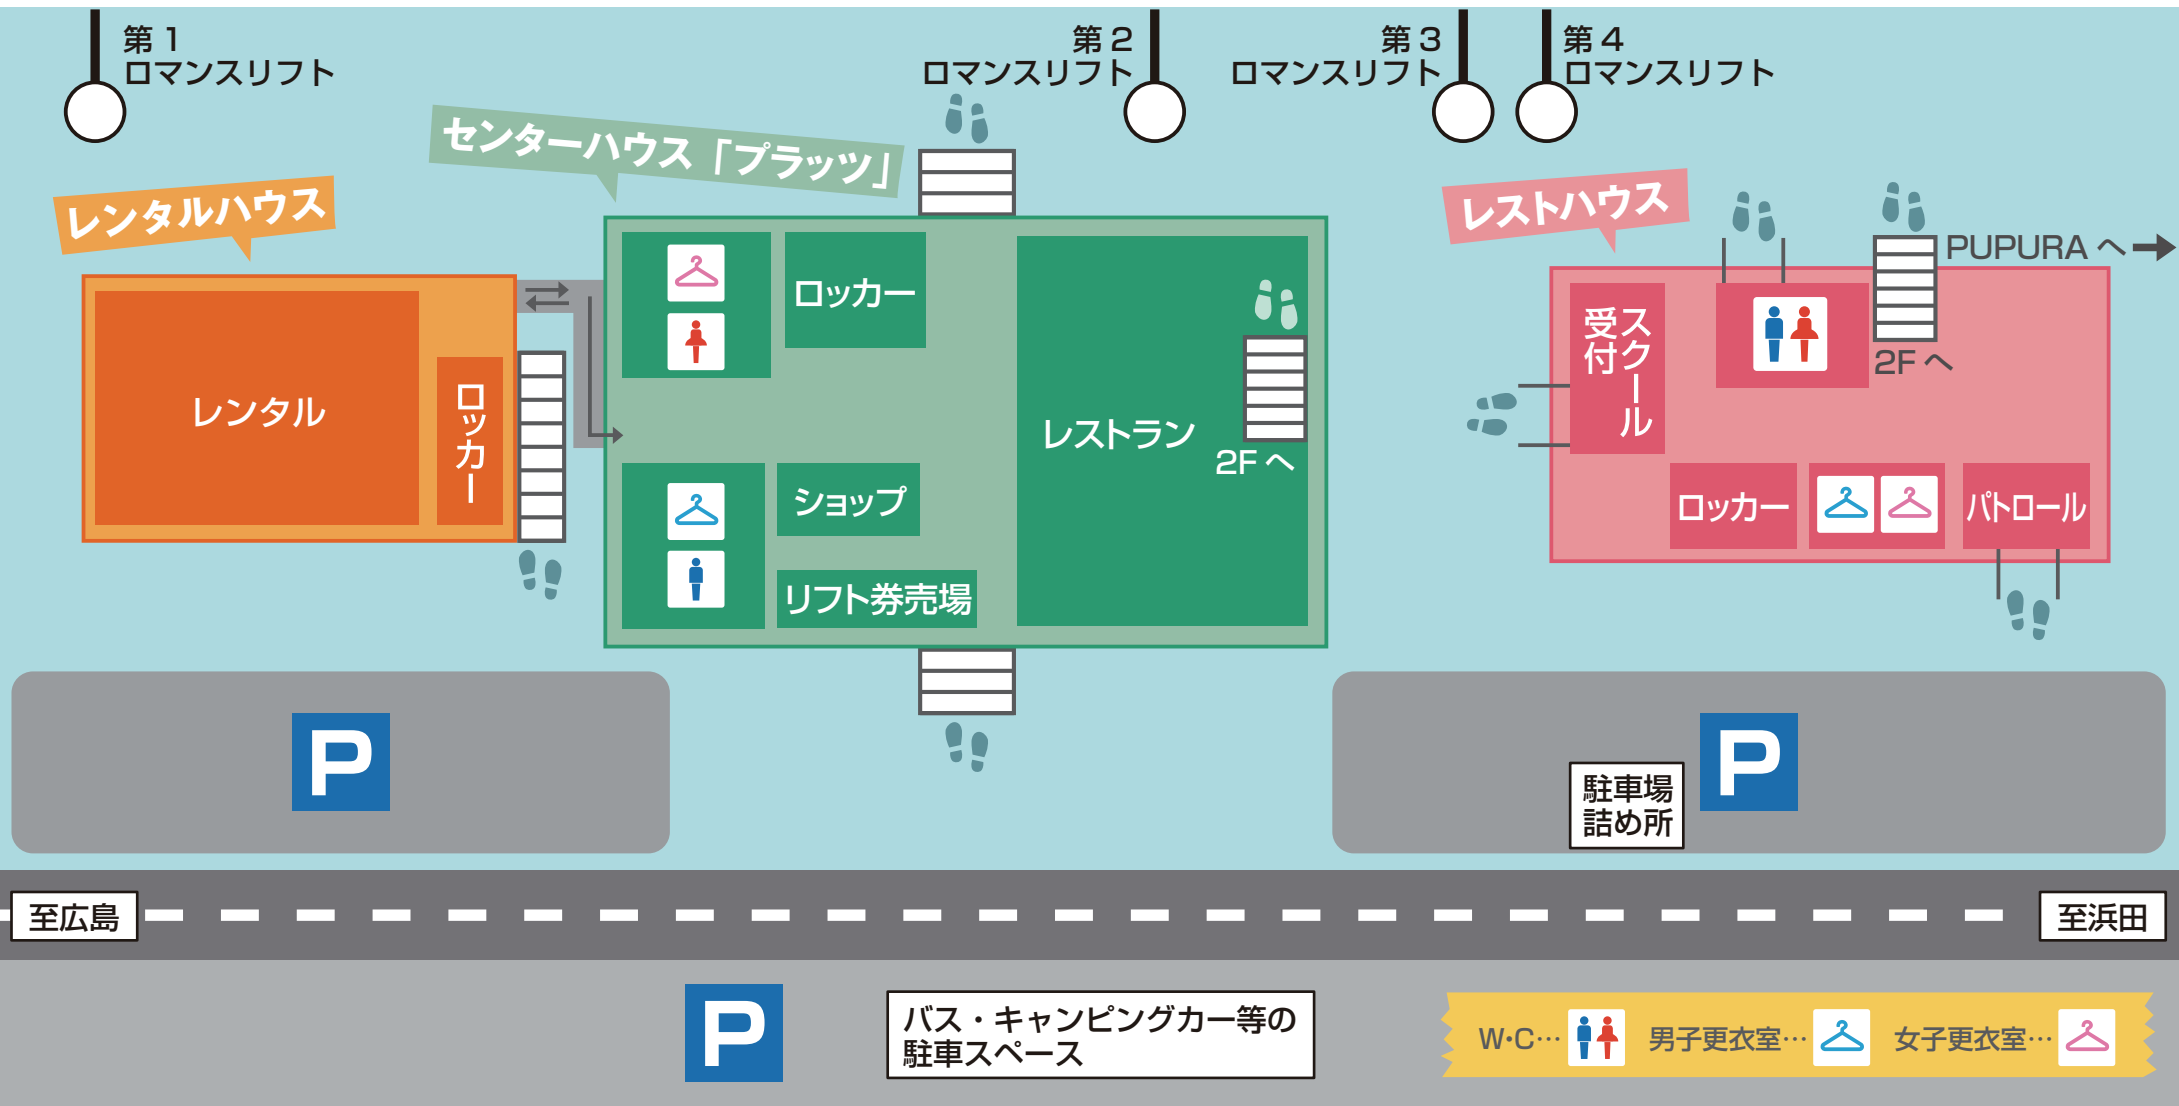 第1
ロマンスリフト
第2
ロマンスリフト
第3
ロマンスリフト
第4
ロマンスリフト
センターハウス「プラッツ」
レンタルハウス
レストハウス
PUPURA へ
レンタル
ロッカー
ロッカー
レストラン
2F へ
ショップ
リフト券売場
スクール
受付
2F へ
ロッカー
パトロール
P
P
駐車場
詰め所
至広島
至浜田
P
バス・キャンピングカー等の
駐車スペース
W・C… 男子更衣室… 女子更衣室…